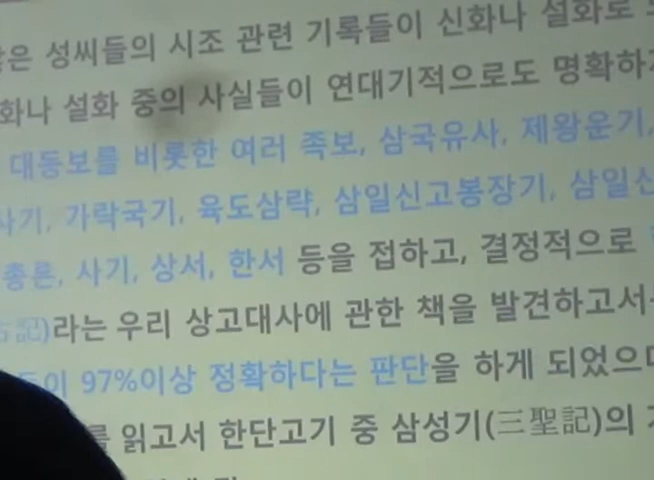 은 성씨들의 시조 관련 기록들이 신화나 설화로
화나 설화 중의 사실들이 연대기적으로도 명확하
대등보를 비롯한 여러 족보, 삼국유사, 제왕운기,
사기, 가락국기, 육도삼략, 삼일신고봉장기, 삼일신
총론, 사기, 상서, 한서 등을 접하고, 결정적으로
記)라는 우리 상고대사에 관한 책을 발견하고서
들이 97%이상 정확하다는 판단을 하게 되었으
를 읽고서 한단고기 중 삼성기(三聖記)의